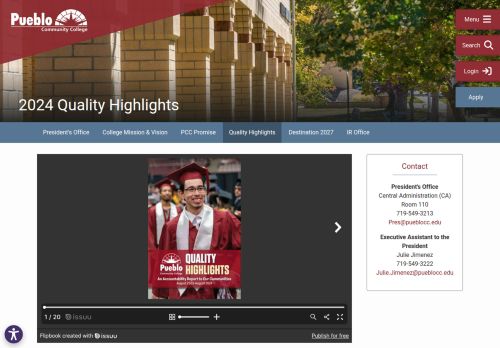 Pueblo
Community College
Menu
Search
Login
Apply
2024 Quality Highlights
President's Office
College Mission & Vision
PCC Promise
Quality Highlights
Destination 2027
IR Office
Pueblo
Community College
QUALITY
HIGHLIGHTS
An Accountability Report to Our Communities
August 2023-August 2024
1 / 20
issuu
Flipbook created with issuu
Publish for free
Contact
President's Office
Central Administration (CA)
Room 110
719-549-3213
Pres@pueblocc.edu
Executive Assistant to the
President
Julie Jimenez
719-549-3222
Julie.Jimenez@pueblocc.edu